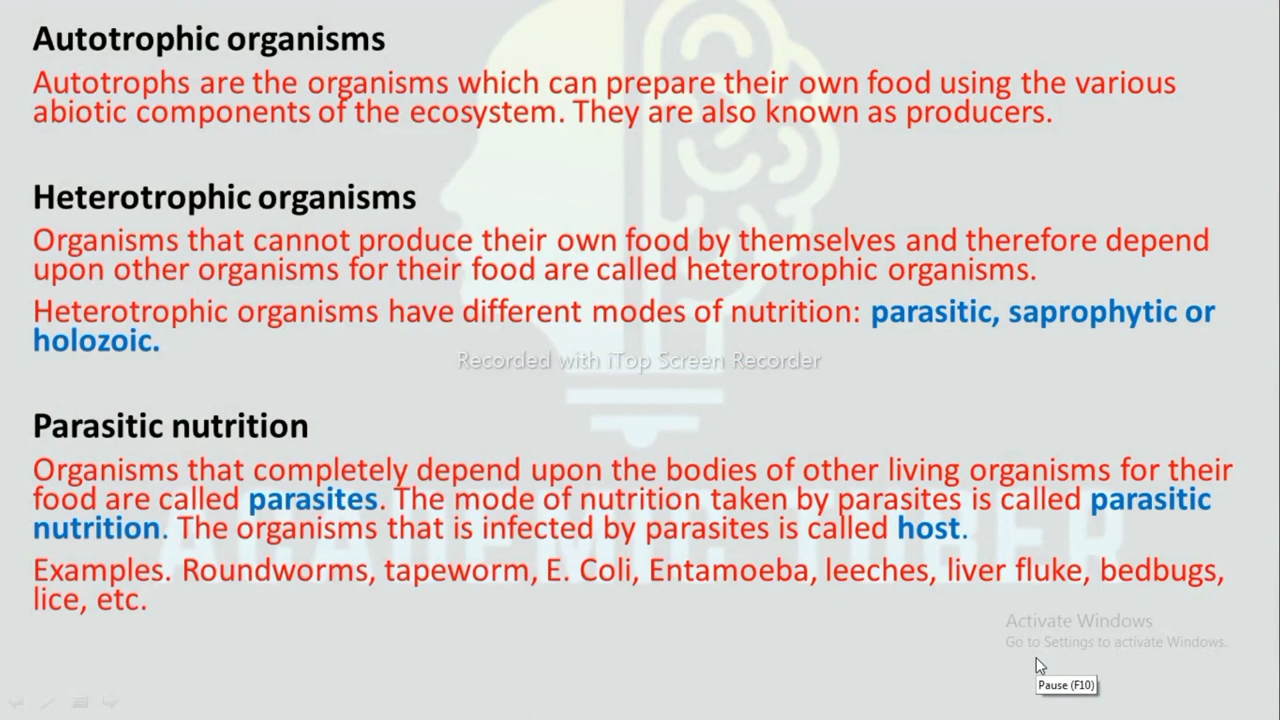 Autotrophic organisms
Autotrophs are the organisms which can prepare their own food using the various
abiotic components of the ecosystem. They are also known as producers.
Heterotrophic organisms
Organisms that cannot produce their own food by themselves and therefore depend
upon other organisms for their food are called heterotrophic organisms.
Heterotrophic organisms have different modes of nutrition: parasitic, saprophytic or
holozoic.
Recorded with iTop Screen Recorder
Parasitic nutrition
Organisms that completely depend upon the bodies of other living organisms for their
food are called parasites. The mode of nutrition taken by parasites is called parasitic
nutrition. The organisms that is infected by parasites is called host.
ACADEMIC TUBER
Examples. Roundworms, tapeworm, E. Coli, Entamoeba, leeches, liver fluke, bedbugs,
lice, etc.
Activate Windows
Go to Settings to activate Windows.
Pause (F10)